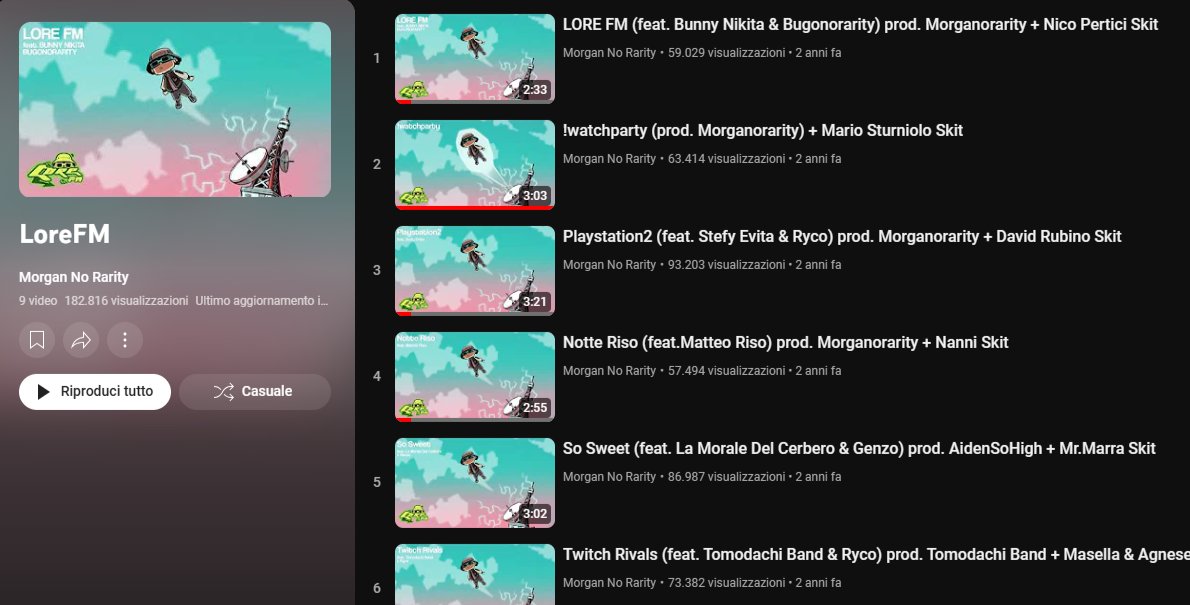 LORE FM
feat. BUNNY NIKITA
BUGONORARITY
LoreFM
Morgan No Rarity
9 video 182.816 visualizzazioni Ultimo aggiornamento i...
Riproduci tutto
Casuale
1
LORE FM
2:33
LORE FM (feat. Bunny Nikita & Bugonorarity) prod. Morganorarity + Nico Pertici Skit
Morgan No Rarity • 59.029 visualizzazioni • 2 anni fa
2
!watchparty
3:03
!watchparty (prod. Morganorarity) + Mario Sturniolo Skit
Morgan No Rarity • 63.414 visualizzazioni • 2 anni fa
3
Playstation2
3:21
Playstation2 (feat. Stefy Evita & Ryco) prod. Morganorarity + David Rubino Skit
Morgan No Rarity • 93.203 visualizzazioni • 2 anni fa
4
Notte Riso
2:55
Notte Riso (feat.Matteo Riso) prod. Morganorarity + Nanni Skit
Morgan No Rarity • 57.494 visualizzazioni • 2 anni fa
5
So Sweet
3:02
So Sweet (feat. La Morale Del Cerbero & Genzo) prod. AidenSoHigh + Mr.Marra Skit
Morgan No Rarity • 86.987 visualizzazioni • 2 anni fa
6
Twitch Rivals
Twitch Rivals (feat. Tomodachi Band & Ryco) prod. Tomodachi Band + Masella & Agnese
Morgan No Rarity • 73.382 visualizzazioni • 2 anni fa